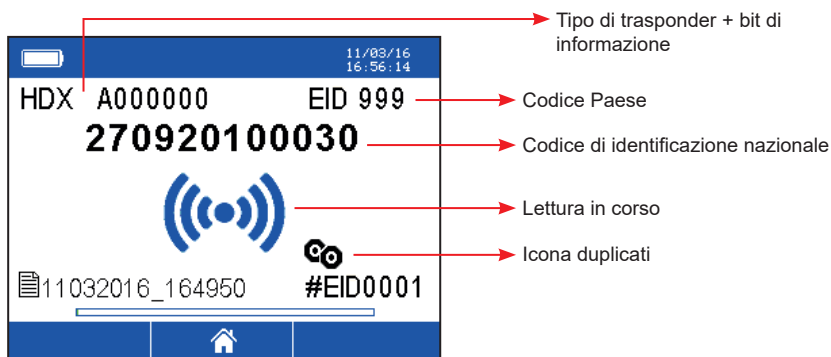 Tipo di trasponder + bit di
informazione
11/03/16
16:56:14
HDX A000000 EID 999
Codice Paese
270920100030
Codice di identificazione nazionale
Lettura in corso
Icona duplicati
11032016_164950 #EID0001